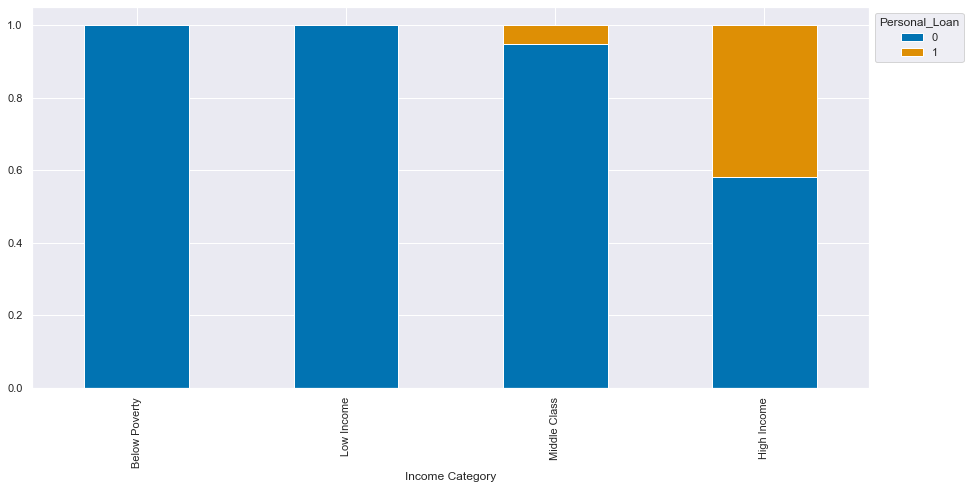 1.0
0.8
0.6
0.4
0.2
0.0
Personal_Loan
0
1
Below Poverty
Low Income
Middle Class
High Income
Income Category